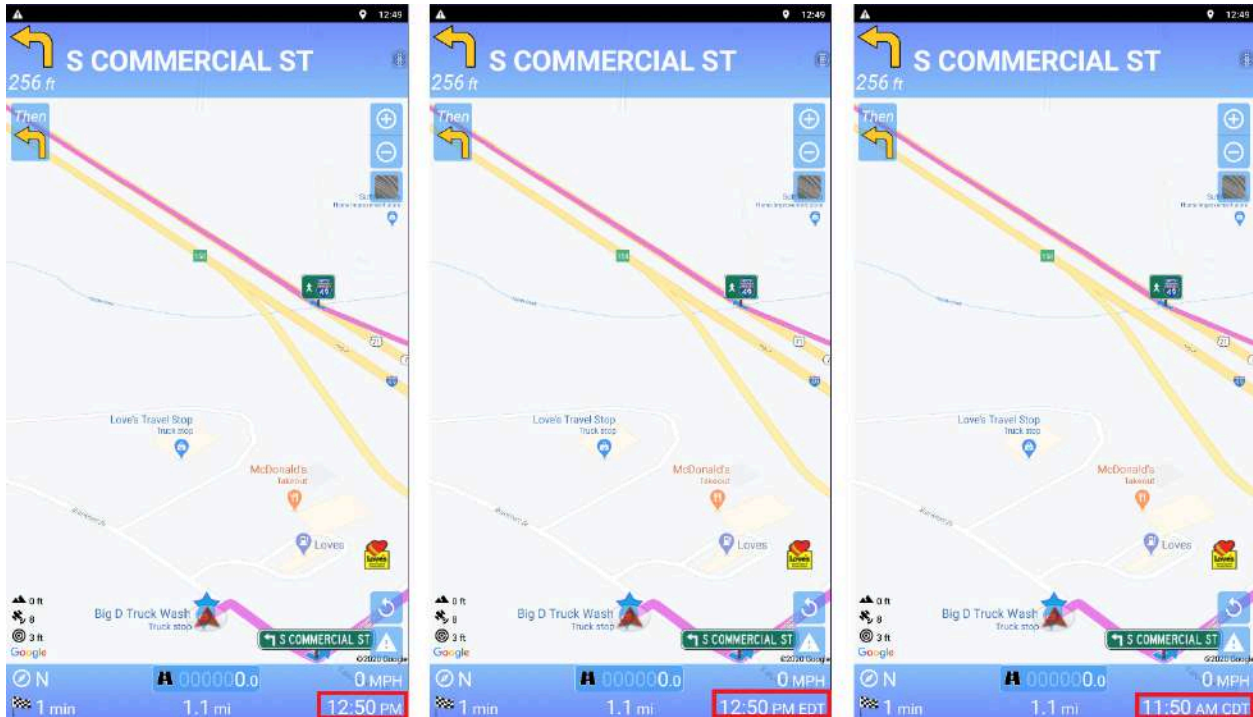 12:49
S COMMERCIAL ST
256 ft
Then
Love's Travel Stop
Truck stop
McDonald's
Takeout
Loves
Big D Truck Wash
Truck stop
0 ft
8
3 ft
Google
S COMMERCIAL ST
©2020 Google
N
000000.0
0 MPH
1 min
1.1 mi
12:50 PM
12:49
S COMMERCIAL ST
256 ft
Then
Love's Travel Stop
Truck stop
McDonald's
Takeout
Loves
Big D Truck Wash
Truck stop
0 ft
8
3 ft
Google
S COMMERCIAL ST
©2020 Google
N
000000.0
0 MPH
1 min
1.1 mi
12:50 PM EDT
12:49
S COMMERCIAL ST
256 ft
Then
Love's Travel Stop
Truck stop
McDonald's
Takeout
Loves
Big D Truck Wash
Truck stop
0 ft
8
3 ft
Google
S COMMERCIAL ST
©2020 Google
N
000000.0
0 MPH
1 min
1.1 mi
11:50 AM CDT